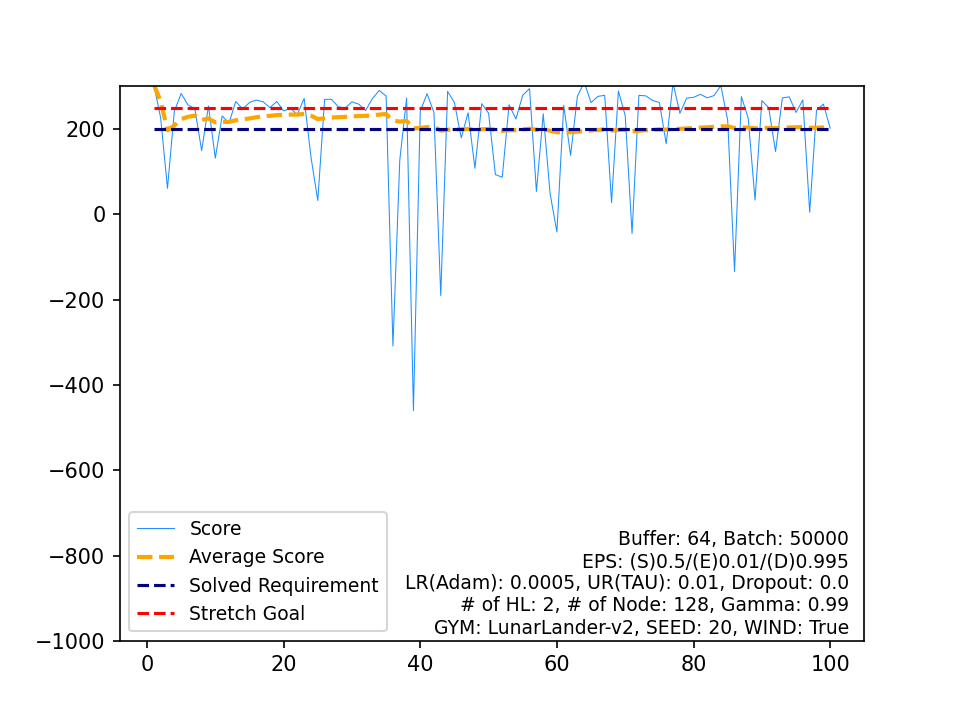 200
0
−200
−400
−600
−800
−1000
0
20
40
60
80
100
Score
Average Score
Solved Requirement
Stretch Goal
Buffer: 64, Batch: 50000
EPS: (S)0.5/(E)0.01/(D)0.995
LR(Adam): 0.0005, UR(TAU): 0.01, Dropout: 0.0
# of HL: 2, # of Node: 128, Gamma: 0.99
GYM: LunarLander-v2, SEED: 20, WIND: True